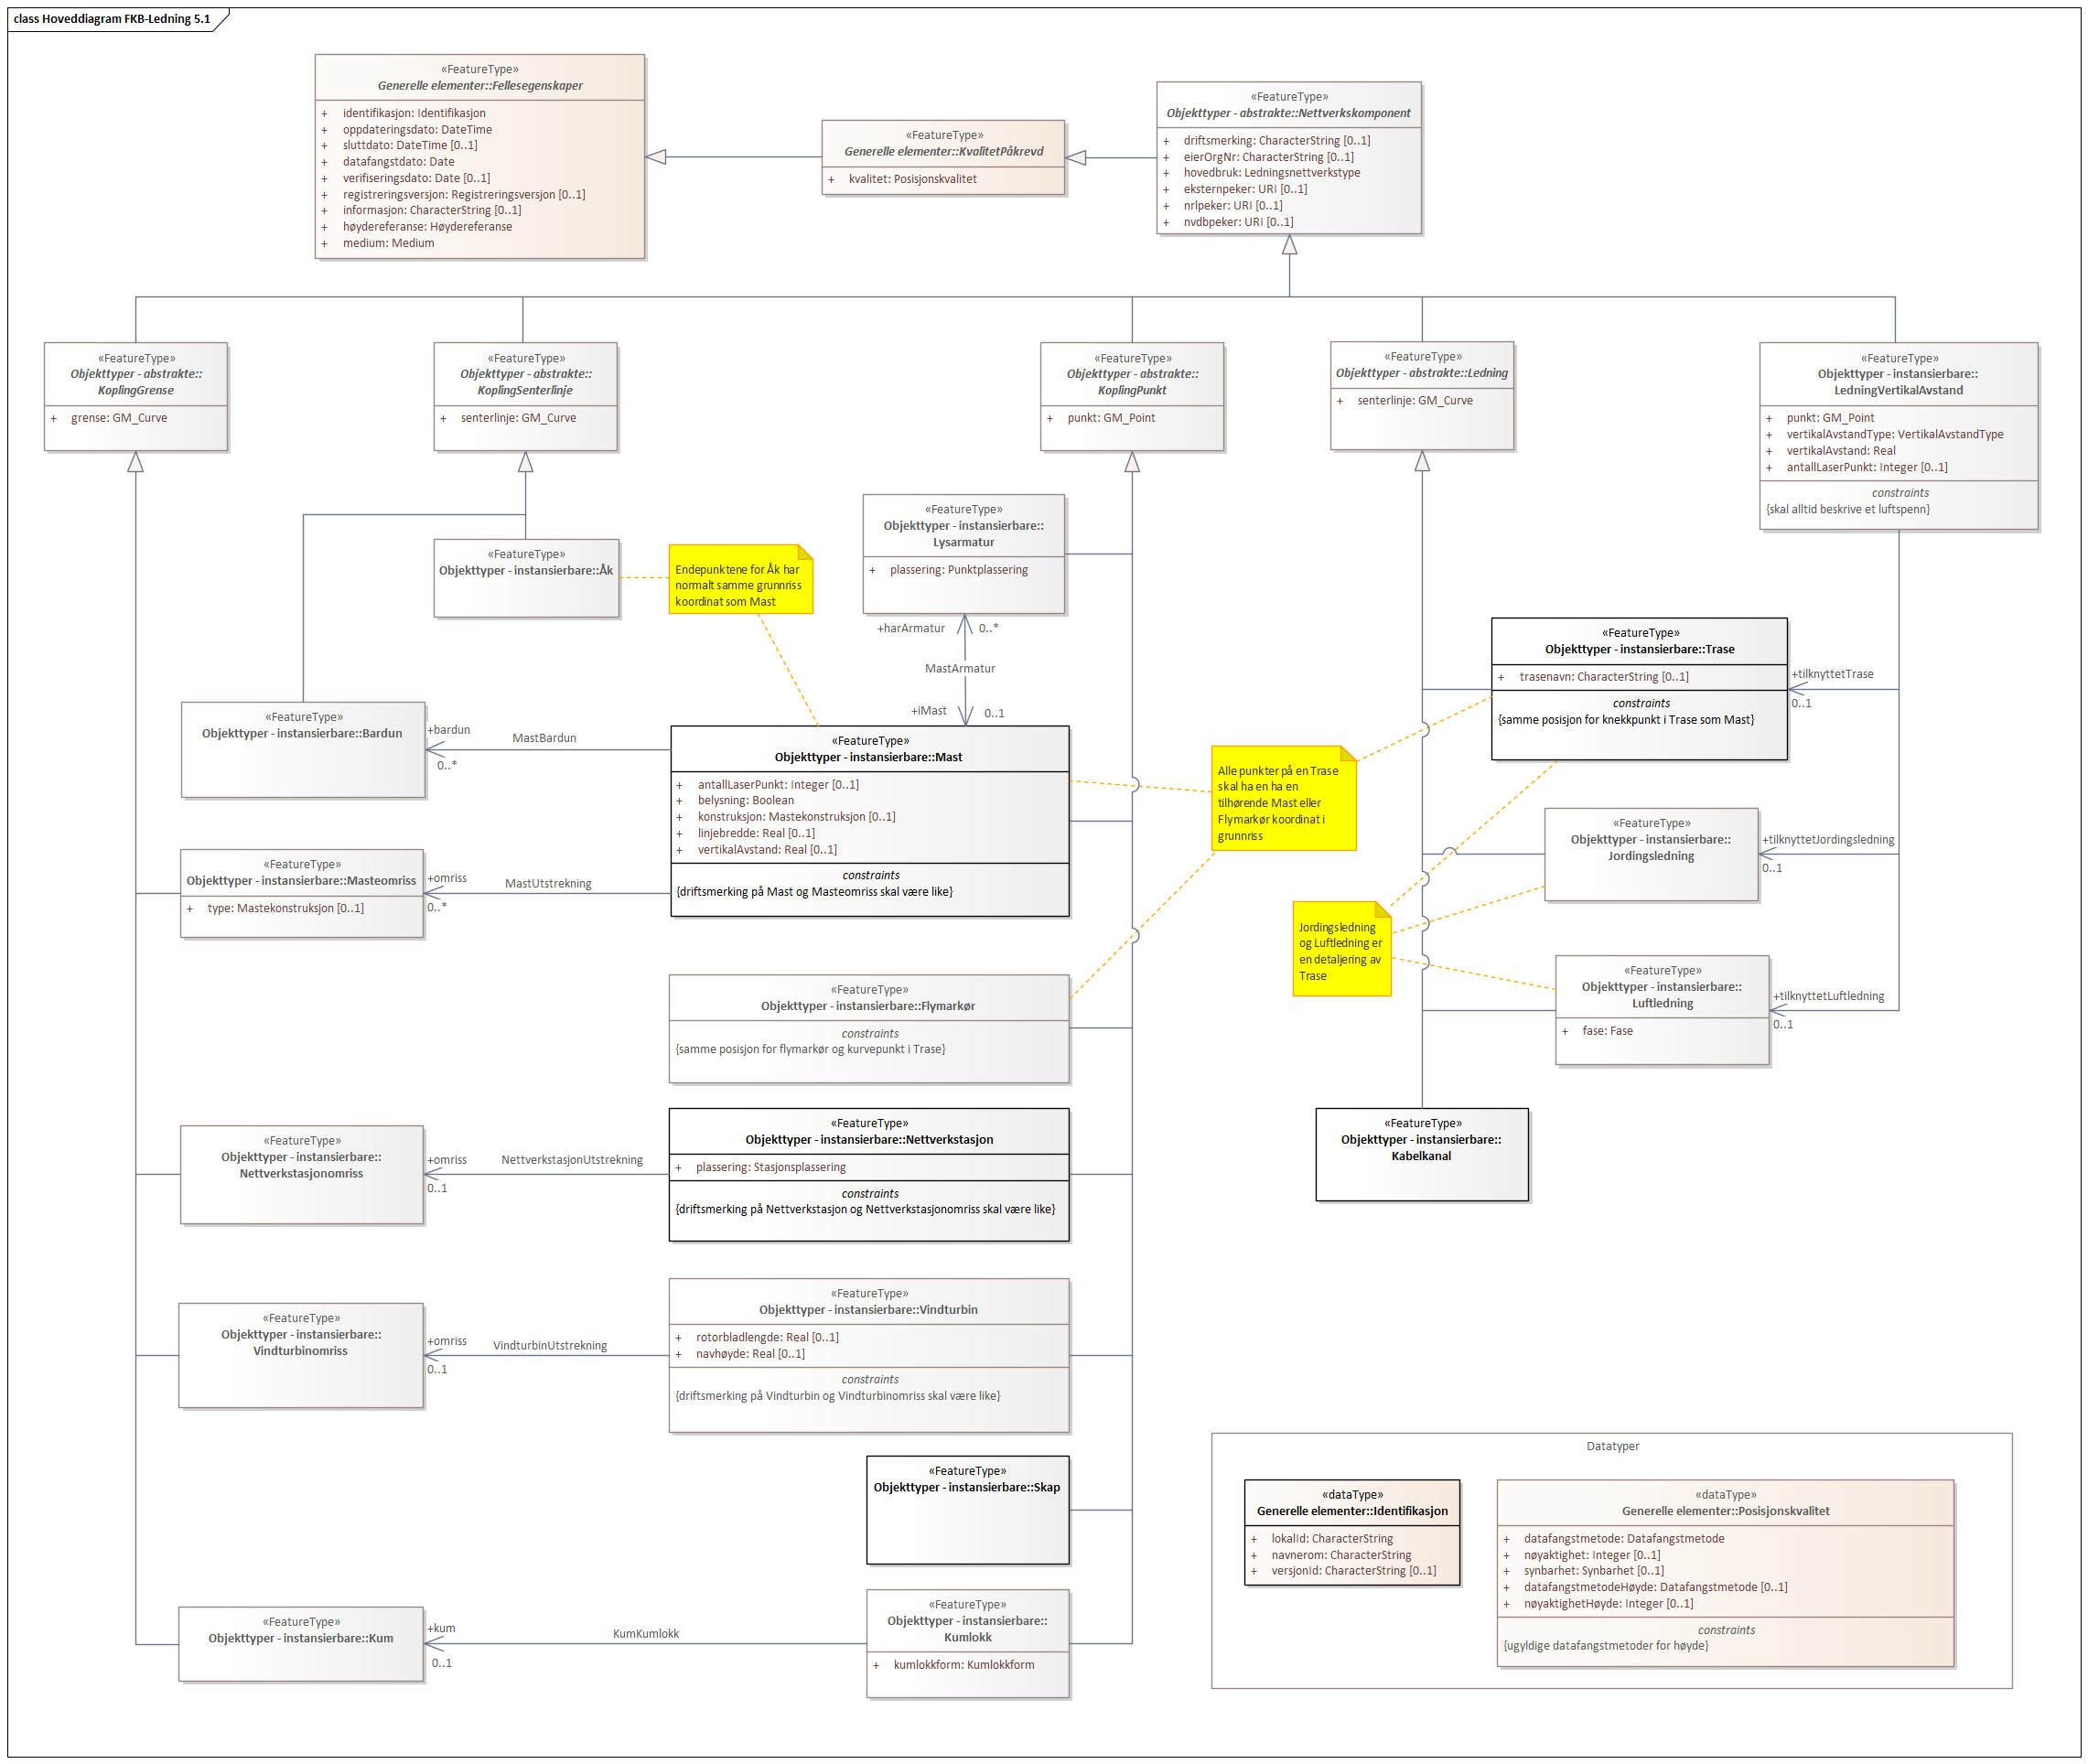 class Hoveddiagram FKB-Ledning 5.1
«FeatureType»
Generelle elementer::Fellesegenskaper
+ identifikasjon: Identifikasjon
+ oppdateringsdato: DateTime
+ sluttdato: DateTime [0..1]
+ datafangstdato: Date
+ verifiseringsdato: Date [0..1]
+ registreringsversjon: Registreringsversjon [0..1]
+ informasjon: CharacterString [0..1]
+ høydereferanse: Høydereferanse
+ medium: Medium
«FeatureType»
Generelle elementer::KvalitetPåkrevd
+ kvalitet: Posisjonskvalitet
«FeatureType»
Objekttyper - abstrakte::Nettverkskomponent
+ driftsmerking: CharacterString [0..1]
+ eierOrgNr: CharacterString [0..1]
+ hovedbruk: Ledningsnettverkstype
+ eksternpeker: URI [0..1]
+ nrlpeker: URI [0..1]
+ nvdbpeker: URI [0..1]
«FeatureType»
Objekttyper - abstrakte::
KoplingGrense
+ grense: GM_Curve
«FeatureType»
Objekttyper - abstrakte::
KoplingSenterlinje
+ senterlinje: GM_Curve
«FeatureType»
Objekttyper - abstrakte::
KoplingPunkt
+ punkt: GM_Point
«FeatureType»
Objekttyper - abstrakte::Ledning
+ senterlinje: GM_Curve
«FeatureType»
Objekttyper - instansierbare::
LedningVertikalAvstand
+ punkt: GM_Point
+ vertikalAvstandType: VertikalAvstandType
+ vertikalAvstand: Real
+ antallLaserPunkt: Integer [0..1]
constraints
{skal alltid beskrive et luftspenn}
«FeatureType»
Objekttyper - instansierbare::Åk
Endepunktene for Åk har
normalt samme grunnriss
koordinat som Mast
«FeatureType»
Objekttyper - instansierbare::
Lysarmatur
+ plassering: Punktplassering
+harArmatur 0..*
MastArmatur
+iMast 0..1
«FeatureType»
Objekttyper - instansierbare::Trase
+ trasenavn: CharacterString [0..1]
constraints
{samme posisjon for knekkpunkt i Trase som Mast}
+tilknyttetTrase
0..1
«FeatureType»
Objekttyper - instansierbare::Bardun
+bardun
0..*
MastBardun
«FeatureType»
Objekttyper - instansierbare::Mast
+ antallLaserPunkt: Integer [0..1]
+ belysning: Boolean
+ konstruksjon: Mastekonstruksjon [0..1]
+ linjebredde: Real [0..1]
+ vertikalAvstand: Real [0..1]
constraints
{driftsmerking på Mast og Masteomriss skal være like}
Alle punkter på en Trase
skal ha en ha en
tilhørende Mast eller
Flymarkør koordinat i
grunnriss
«FeatureType»
Objekttyper - instansierbare::
Jordingsledning
+tilknyttetJordingsledning
0..1
«FeatureType»
Objekttyper - instansierbare::Masteomriss
+ type: Mastekonstruksjon [0..1]
+omriss
0..*
MastUtstrekning
Jordingsledning
og Luftledning er
en detaljering av
Trase
«FeatureType»
Objekttyper - instansierbare::
Luftledning
+ fase: Fase
+tilknyttetLuftledning
0..1
«FeatureType»
Objekttyper - instansierbare::Flymarkør
constraints
{samme posisjon for flymarkør og kurvepunkt i Trase}
«FeatureType»
Objekttyper - instansierbare::
Nettverkstasjonomriss
+omriss
0..1
NettverkstasjonUtstrekning
«FeatureType»
Objekttyper - instansierbare::Nettverkstasjon
+ plassering: Stasjonsplassering
constraints
{driftsmerking på Nettverkstasjon og Nettverkstasjonomriss skal være like}
«FeatureType»
Objekttyper - instansierbare::
Kabelkanal
«FeatureType»
Objekttyper - instansierbare::
Vindturbinomriss
+omriss
0..1
VindturbinUtstrekning
«FeatureType»
Objekttyper - instansierbare::Vindturbin
+ rotorbladlengde: Real [0..1]
+ navhøyde: Real [0..1]
constraints
{driftsmerking på Vindturbin og Vindturbinomriss skal være like}
«FeatureType»
Objekttyper - instansierbare::Skap
«FeatureType»
Objekttyper - instansierbare::Kum
+kum
0..1
KumKumlokk
«FeatureType»
Objekttyper - instansierbare::
Kumlokk
+ kumlokkform: Kumlokkform
Datatyper
«dataType»
Generelle elementer::Identifikasjon
+ lokalId: CharacterString
+ navnerom: CharacterString
+ versjonId: CharacterString [0..1]
«dataType»
Generelle elementer::Posisjonskvalitet
+ datafangstmetode: Datafangstmetode
+ nøyaktighet: Integer [0..1]
+ synbarhet: Synbarhet [0..1]
+ datafangstmetodeHøyde: Datafangstmetode [0..1]
+ nøyaktighetHøyde: Integer [0..1]
constraints
{ugyldige datafangstmetoder for høyde}